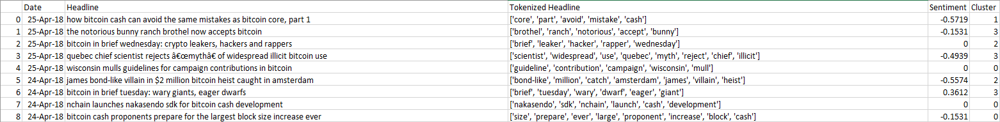 Date Headline Tokenized Headline Sentiment Cluster
0 25-Apr-18 how bitcoin cash can avoid the same mistakes as bitcoin core, part 1 ['core', 'part', 'avoid', 'mistake', 'cash'] -0.5719 1
1 25-Apr-18 the notorious bunny ranch brothel now accepts bitcoin ['brothel', 'ranch', 'notorious', 'accept', 'bunny'] -0.1531 3
2 25-Apr-18 bitcoin in brief wednesday: crypto leakers, hackers and rappers ['brief', 'leaker', 'hacker', 'rapper', 'wednesday'] 0 2
3 25-Apr-18 quebec chief scientist rejects â€œmythâ€ of widespread illicit bitcoin use ['scientist', 'widespread', 'use', 'quebec', 'myth', 'reject', 'chief', 'illicit'] -0.4939 3
4 25-Apr-18 wisconsin mulls guidelines for campaign contributions in bitcoin ['guideline', 'contribution', 'campaign', 'wisconsin', 'mull'] 0 0
5 24-Apr-18 james bond-like villain in $2 million bitcoin heist caught in amsterdam ['bond-like', 'million', 'catch', 'amsterdam', 'james', 'villain', 'heist'] -0.5574 2
6 24-Apr-18 bitcoin in brief tuesday: wary giants, eager dwarfs ['brief', 'tuesday', 'wary', 'dwarf', 'eager', 'giant'] 0.3612 3
7 24-Apr-18 nchain launches nakasendo sdk for bitcoin cash development ['nakasendo', 'sdk', 'nchain', 'launch', 'cash', 'development'] 0 0
8 24-Apr-18 bitcoin cash proponents prepare for the largest block size increase ever ['size', 'prepare', 'ever', 'large', 'proponent', 'increase', 'block', 'cash'] -0.1531 0